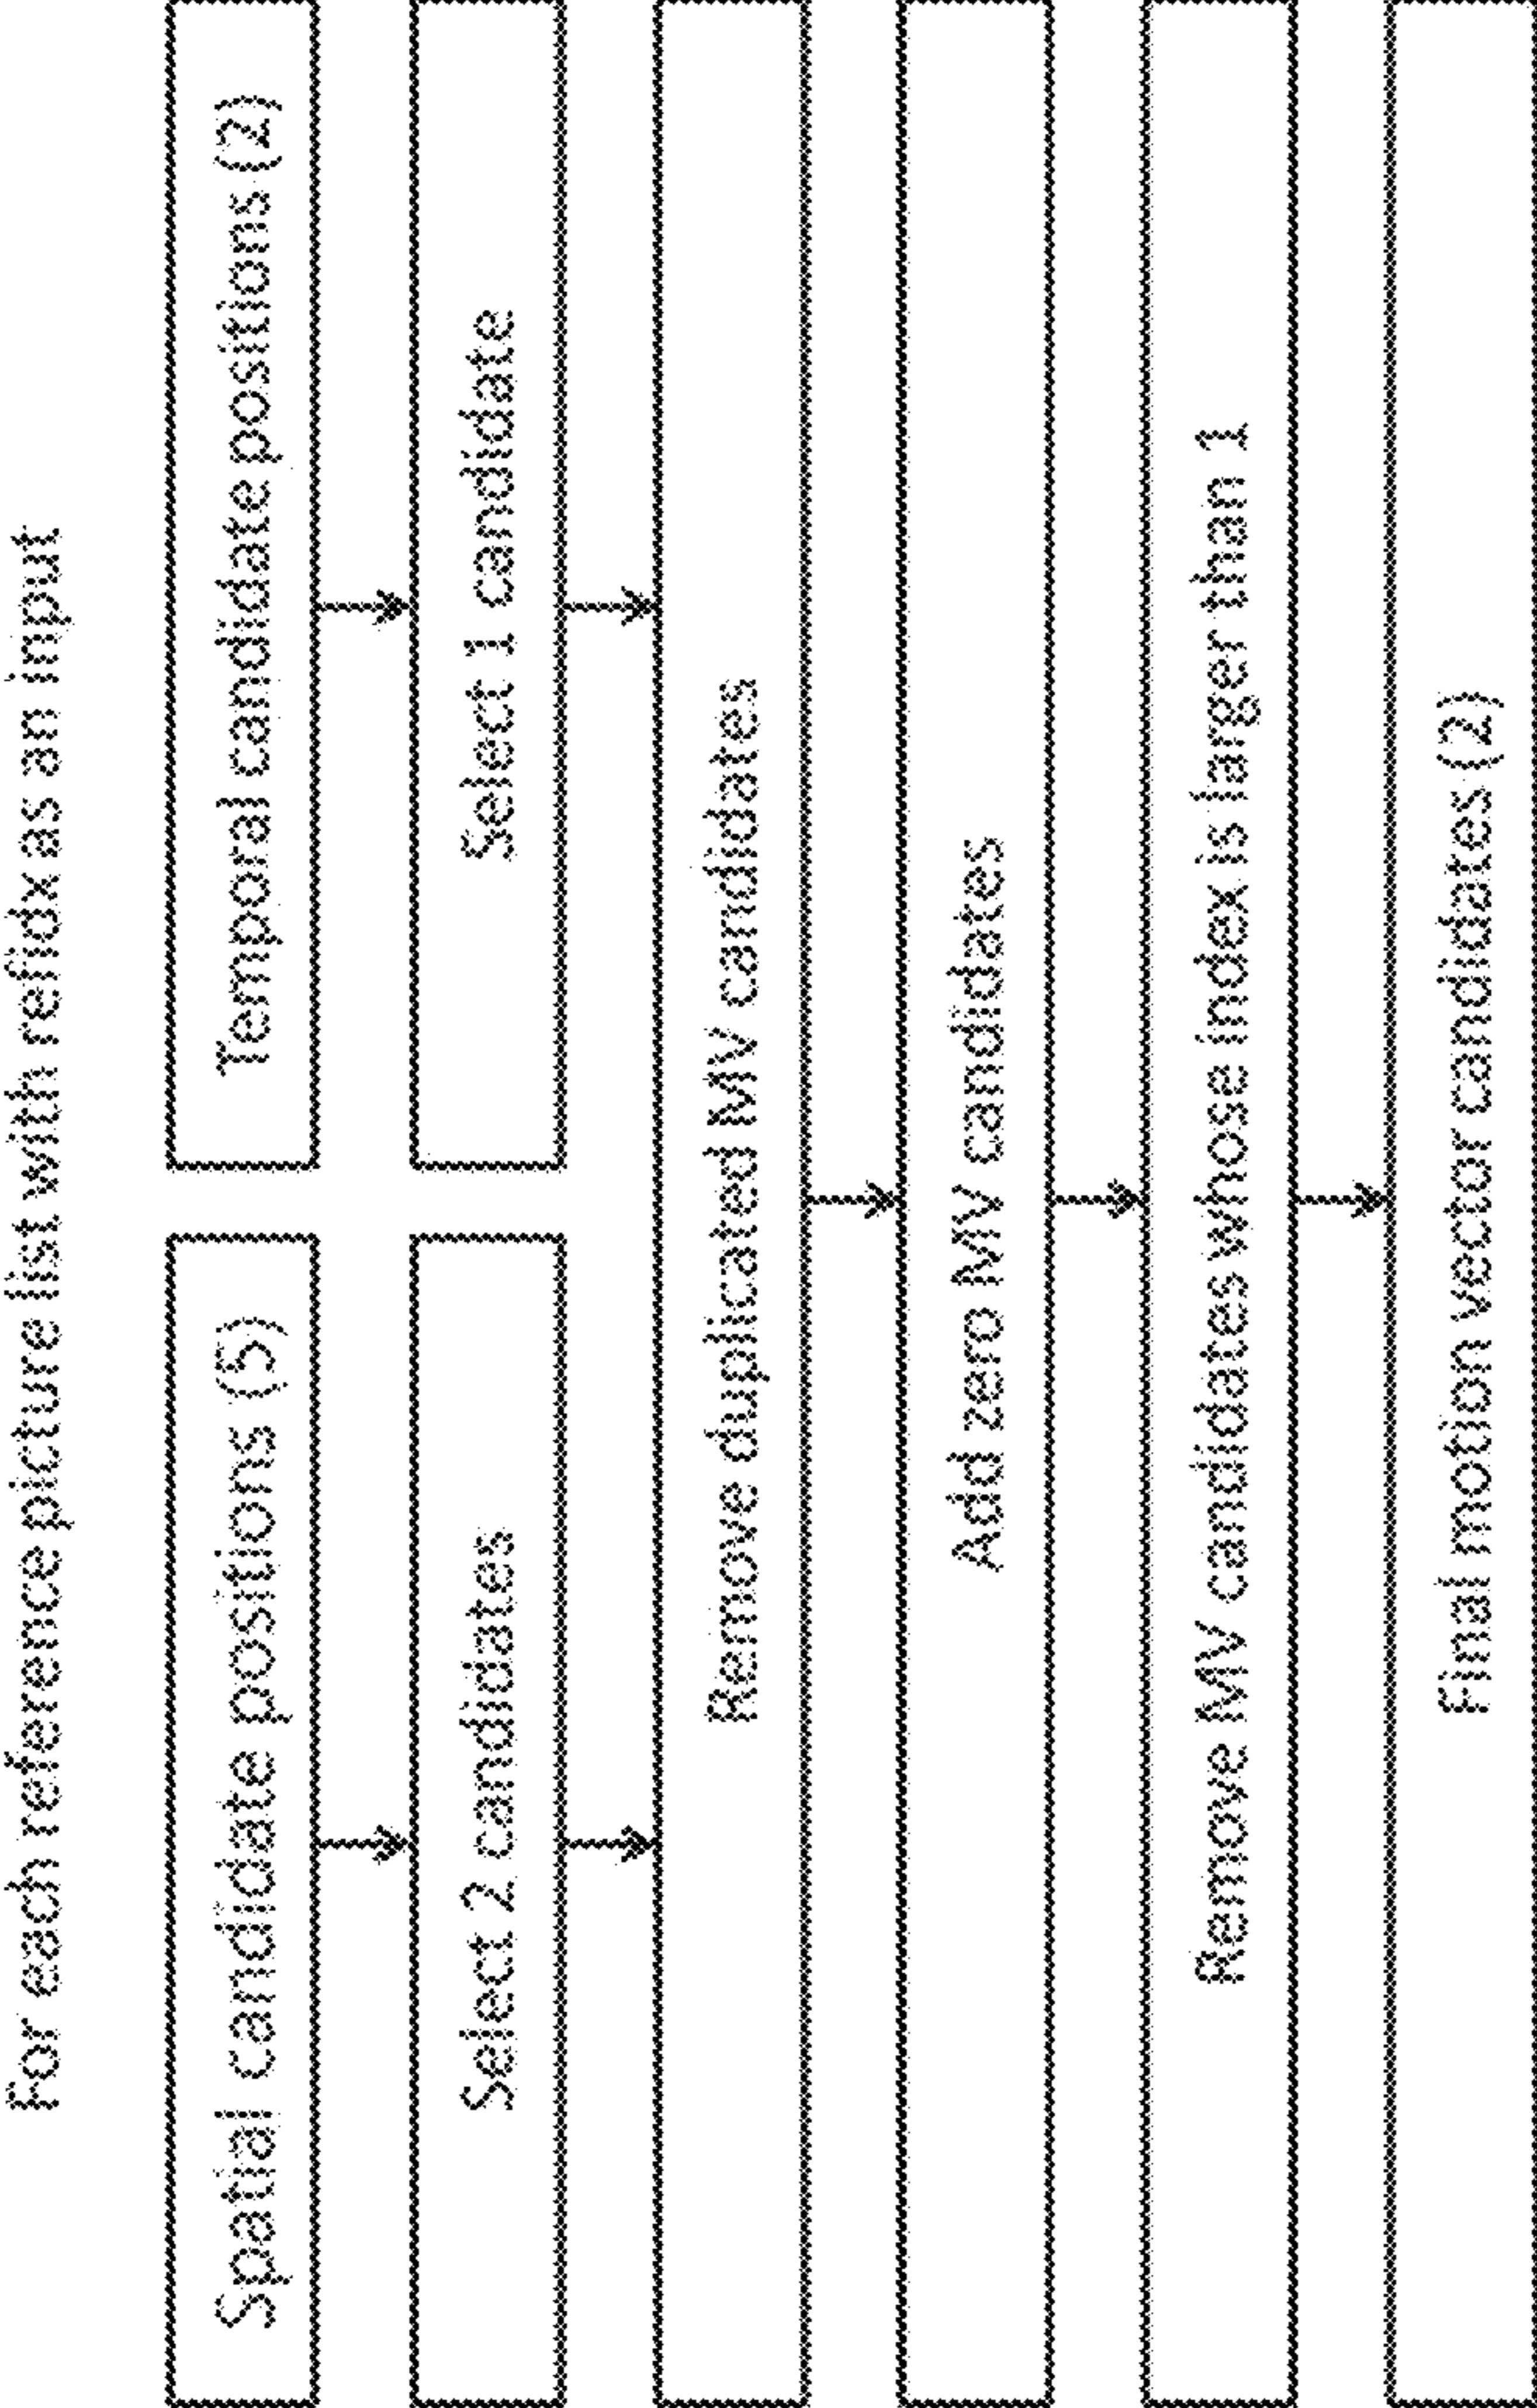 For each reference picture list with refidx as an input
Spatial candidate positions (5)
Temporal candidate positions (2)
Select 2 candidates
Select 1 candidate
Remove duplicated MV candidates
Add zero MV candidates
Remove MV candidates whose index is larger than 1
Final motion vector candidates (2)